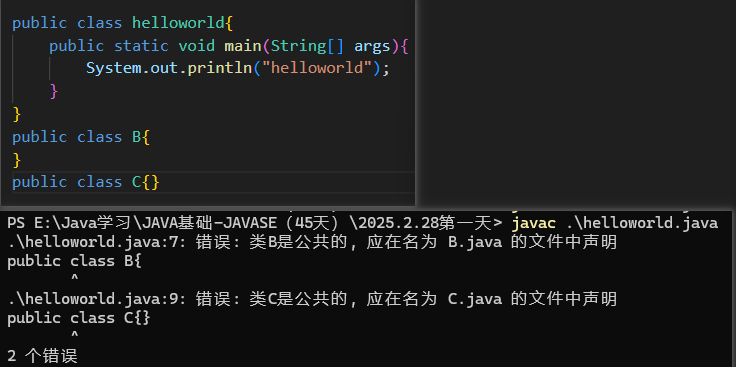 public class helloworld{
    public static void main(String[] args){
        System.out.println("helloworld");
    }
}
public class B{
}
public class C{}
PS E:\Java学习\JAVA基础-JAVASE（45天）\2025.2.28第一天> javac .\helloworld.java
.\helloworld.java:7: 错误: 类B是公共的, 应在名为 B.java 的文件中声明
public class B{
       ^
.\helloworld.java:9: 错误: 类C是公共的, 应在名为 C.java 的文件中声明
public class C{}
       ^
2 个错误